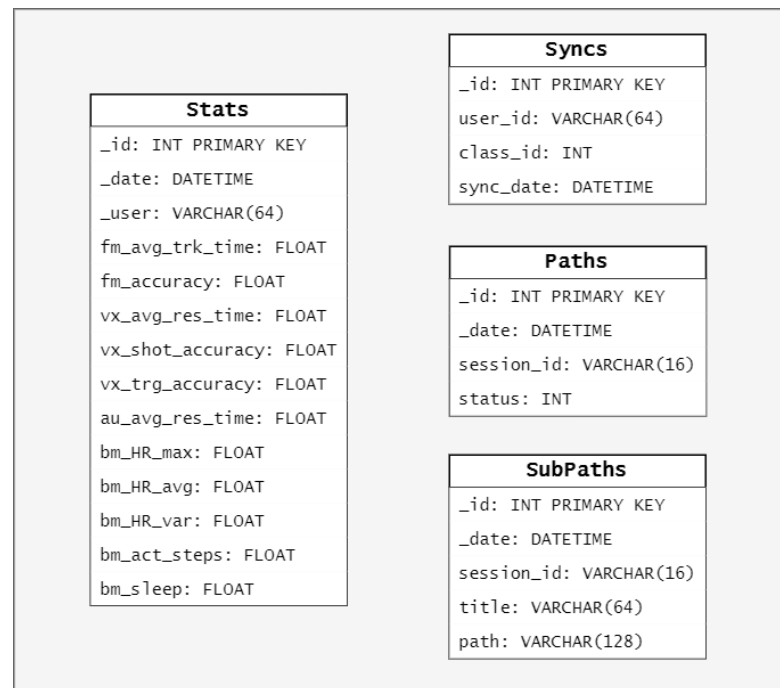 Stats
_id: INT PRIMARY KEY
_date: DATETIME
_user: VARCHAR(64)
fm_avg_trk_time: FLOAT
fm_accuracy: FLOAT
vx_avg_res_time: FLOAT
vx_shot_accuracy: FLOAT
vx_trg_accuracy: FLOAT
au_avg_res_time: FLOAT
bm_HR_max: FLOAT
bm_HR_avg: FLOAT
bm_HR_var: FLOAT
bm_act_steps: FLOAT
bm_sleep: FLOAT
Syncs
_id: INT PRIMARY KEY
user_id: VARCHAR(64)
class_id: INT
sync_date: DATETIME
Paths
_id: INT PRIMARY KEY
_date: DATETIME
session_id: VARCHAR(16)
status: INT
SubPaths
_id: INT PRIMARY KEY
_date: DATETIME
session_id: VARCHAR(16)
title: VARCHAR(64)
path: VARCHAR(128)